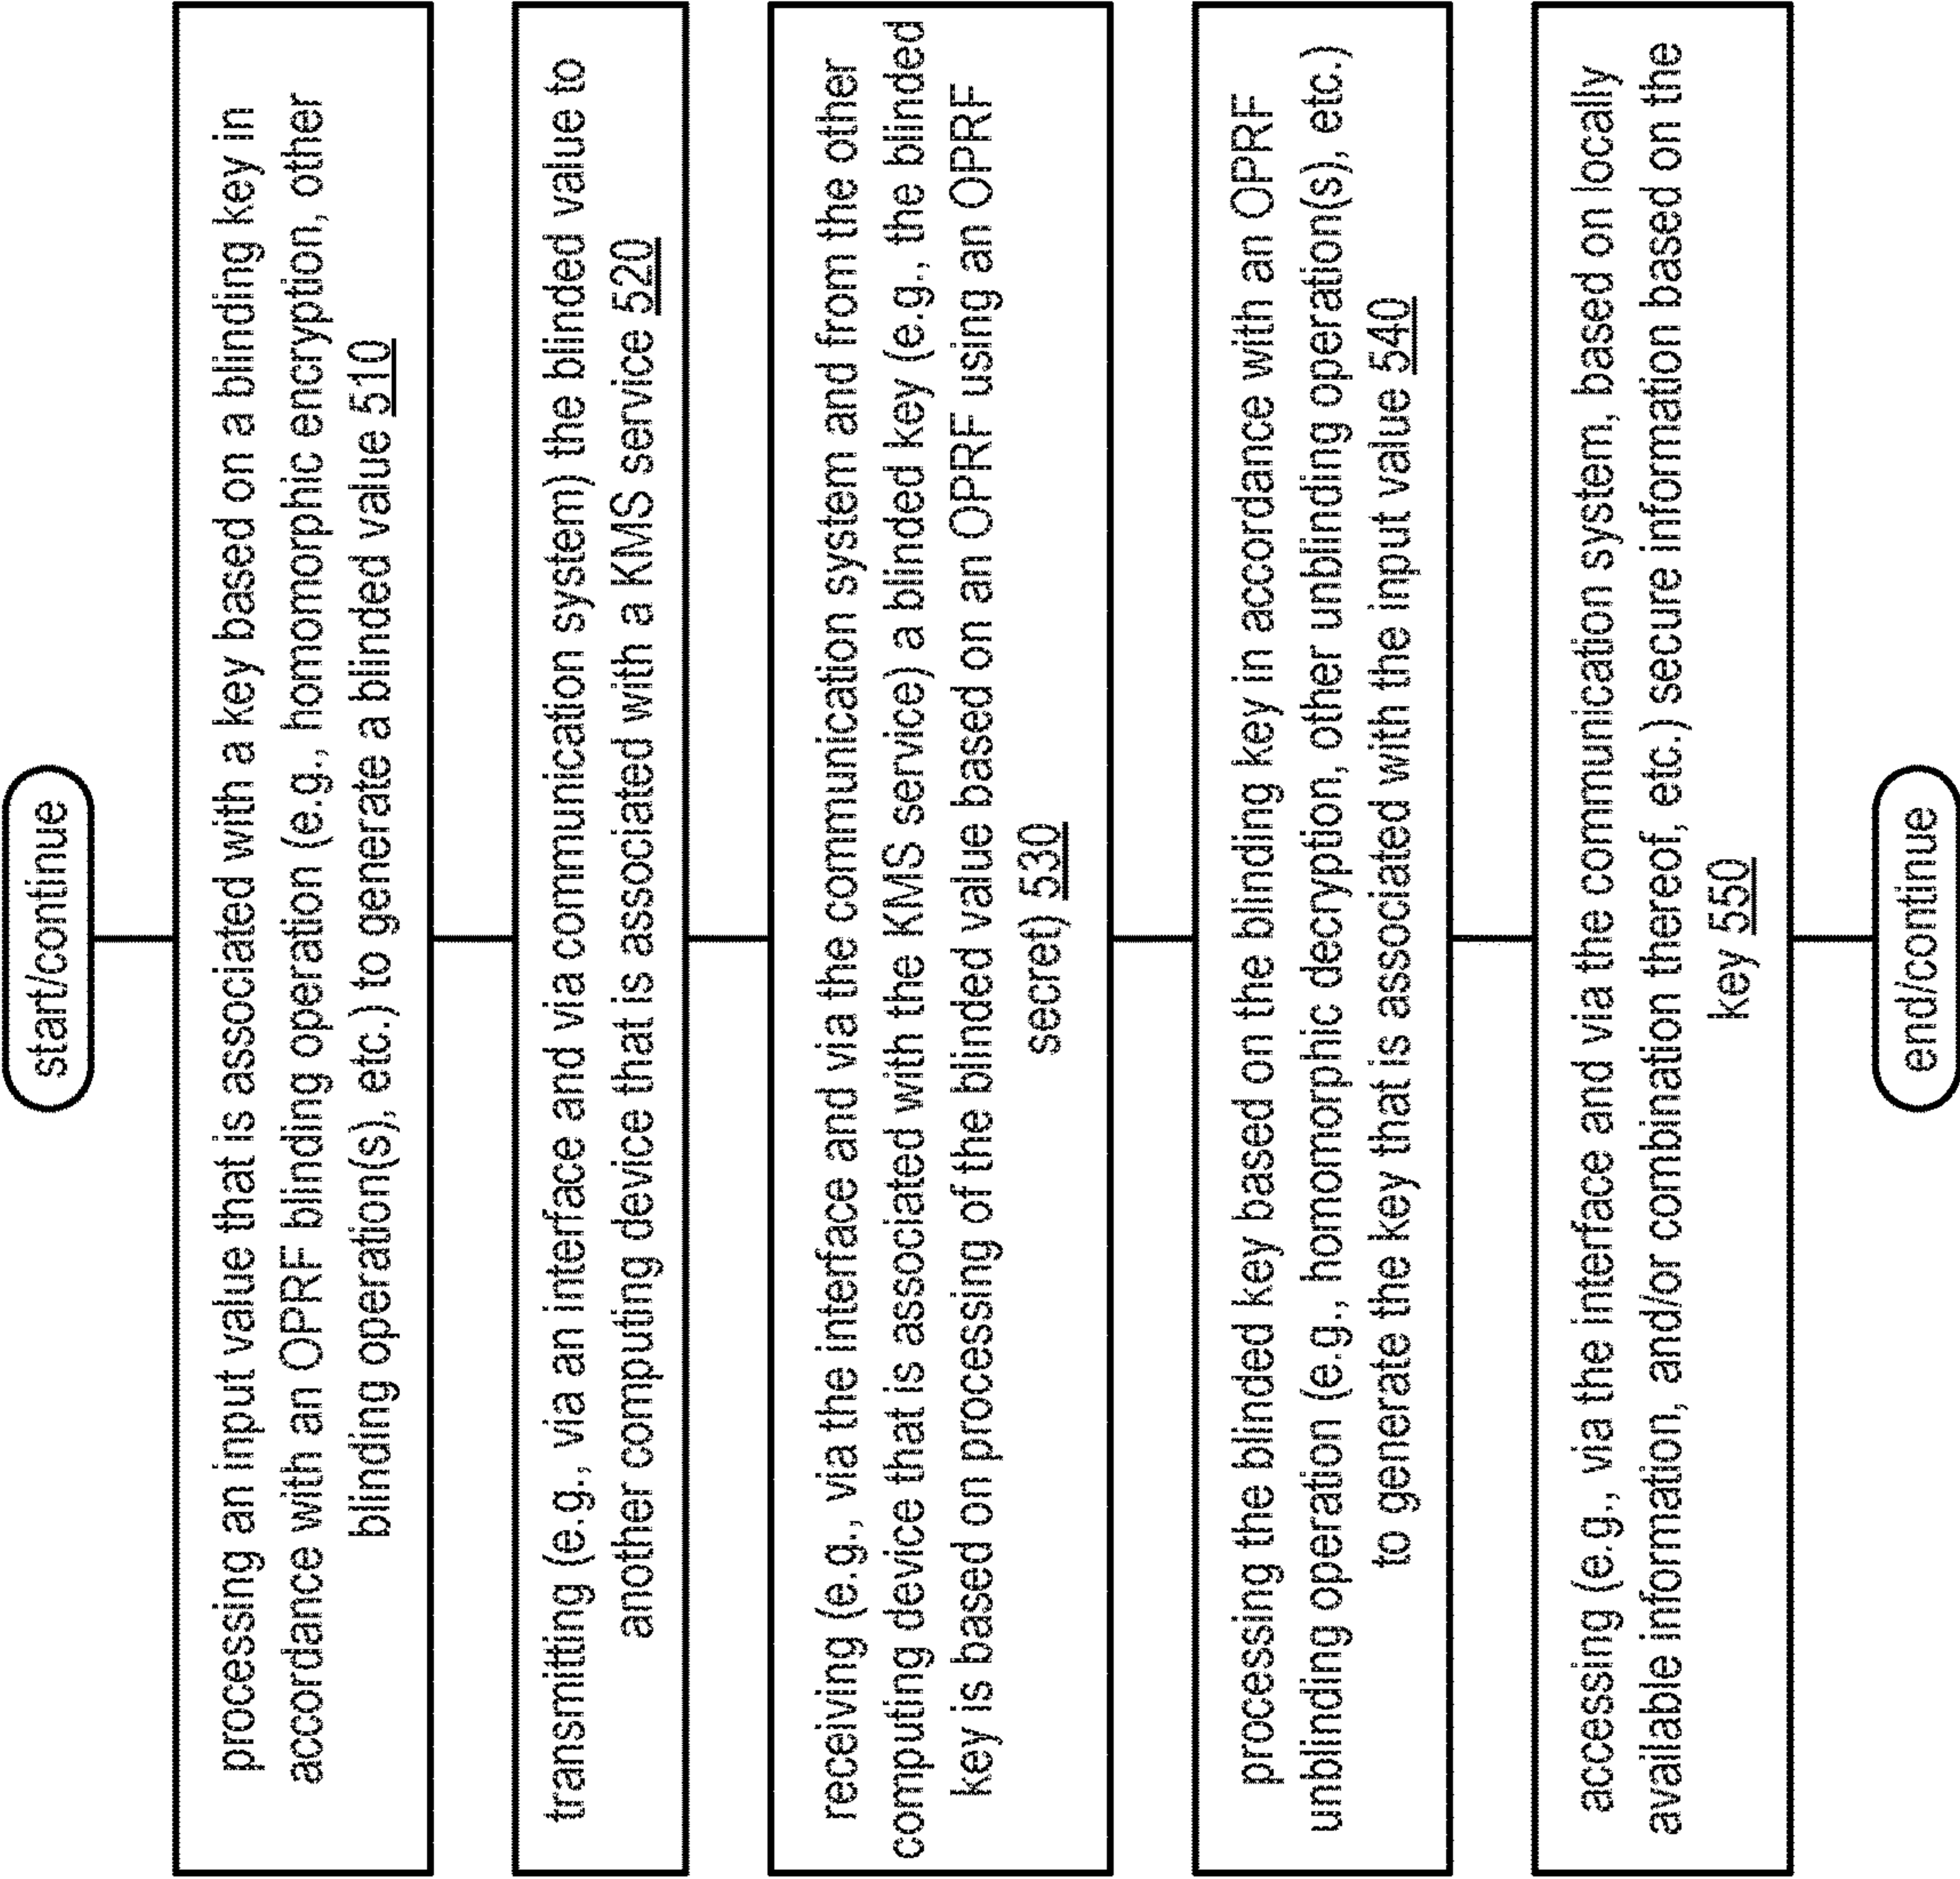 start/continue
processing an input value that is associated with a key based on a blinding key in
accordance with an OPRF blinding operation (e.g., homomorphic encryption, other
blinding operation(s), etc.) to generate a blinded value 510
transmitting (e.g., via an interface and via communication system) the blinded value to
another computing device that is associated with a KMS service 520
receiving (e.g., via the interface and via the communication system and from the other
computing device that is associated with the KMS service) a blinded key (e.g., the blinded
key is based on processing of the blinded value based on an OPRF using an OPRF
secret) 530
processing the blinded key based on the blinding key in accordance with an OPRF
unblinding operation (e.g., homomorphic decryption, other unblinding operation(s), etc.)
to generate the key that is associated with the input value 540
accessing (e.g., via the interface and via the communication system, based on locally
available information, and/or combination thereof, etc.) secure information based on the
key 550
end/continue